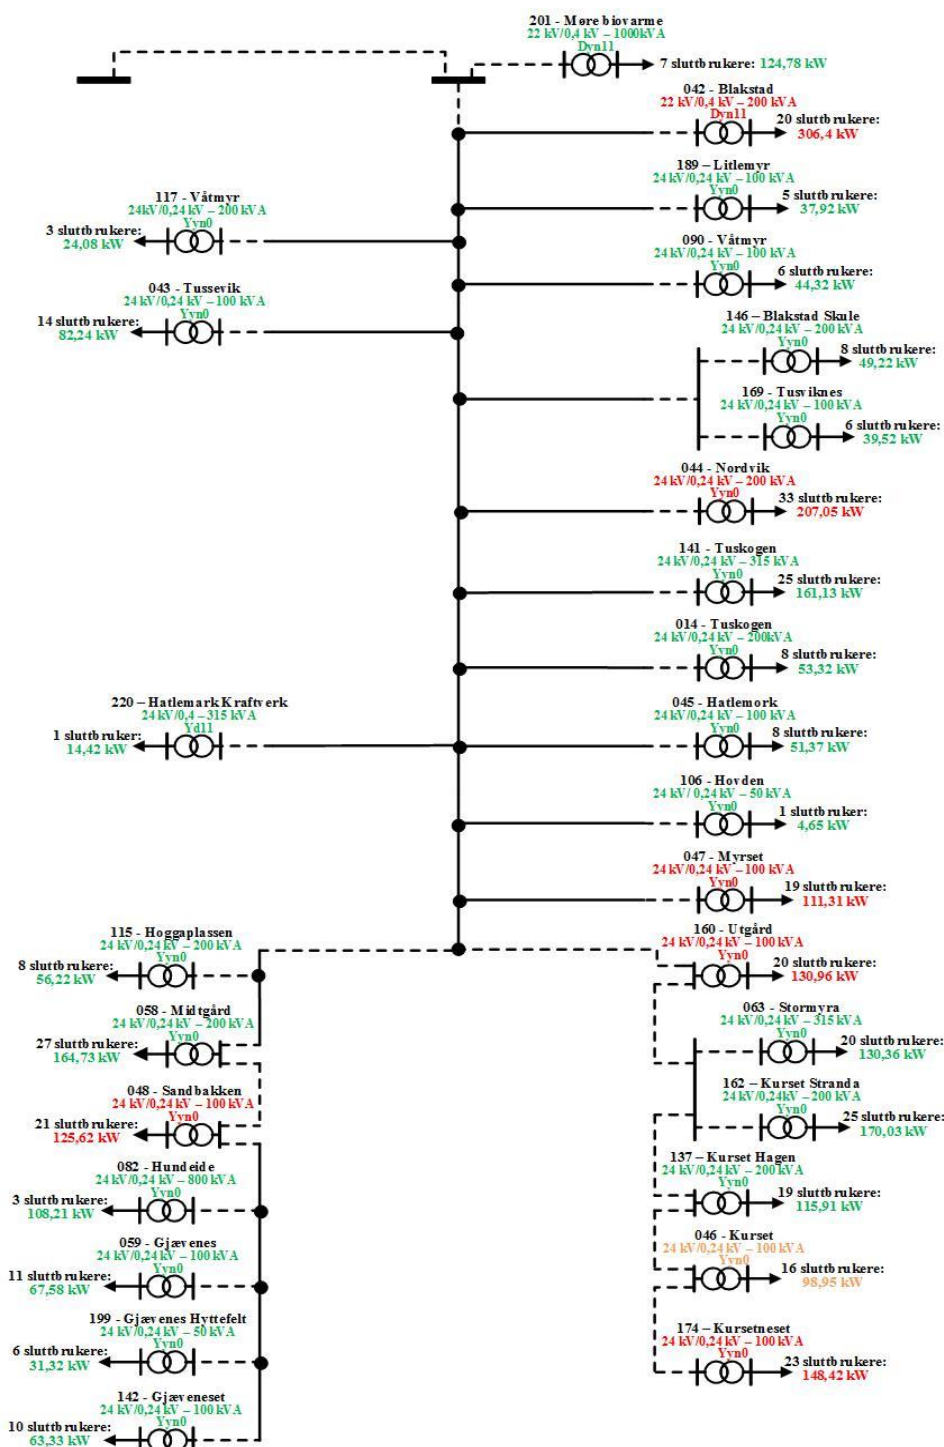 201 - Møre biovarme
22 kV/0,4 kV – 1000kVA
Dyn11
7 sluttbrukere: 124,78 kW
042 – Blakstad
22 kV/0,4 kV – 200 kVA
Dyn11
20 sluttbrukere:
306,4 kW
189 – Litlemyr
24 kV/0,24 kV – 100 kVA
Yyn0
5 sluttbrukere:
37,92 kW
117 - Våtmyr
24kV/0,24 kV – 200 kVA
Yyn0
3 sluttbrukere:
24,08 kW
090 – Våtmyr
24 kV/0,24 kV – 100 kVA
Yyn0
6 sluttbrukere:
44,32 kW
043 – Tussevik
24 kV/0,24 kV – 100 kVA
Yyn0
14 sluttbrukere:
82,24 kW
146 – Blakstad Skule
24 kV/0,24 kV – 200 kVA
Yyn0
8 sluttbrukere:
49,22 kW
169 - Tusviknes
24 kV/0,24 kV – 100 kVA
Yyn0
6 sluttbrukere:
39,52 kW
044 – Nordvik
24 kV/0,24 kV – 200 kVA
Yyn0
33 sluttbrukere:
207,05 kW
141 - Tuskogen
24 kV/0,24 kV – 315 kVA
Yyn0
25 sluttbrukere:
161,13 kW
014 – Tuskogen
24 kV/0,24 kV – 200kVA
Yyn0
8 sluttbrukere:
53,32 kW
220 – Hatlemark Kraftverk
24 kV/0,4 – 315 kVA
Yd11
1 sluttbruker:
14,42 kW
045 – Hatlemork
24 kV/0,24 kV – 100 kVA
Yyn0
8 sluttbrukere:
51,37 kW
106 - Hovden
24 kV/ 0,24 kV – 50 kVA
Yyn0
1 sluttbrukere:
4,65 kW
047 – Myrset
24 kV/0,24 kV – 100 kVA
Yyn0
19 sluttbrukere:
111,31 kW
115 - Hoggaplassen
24 kV/0,24 kV – 200 kVA
Yyn0
8 sluttbrukere:
56,22 kW
160 – Utgård
24 kV/0,24 kV – 100kVA
Yyn0
20 sluttbrukere:
130,96 kW
058 – Midtgård
24 kV/0,24 kV – 200 kVA
Yyn0
27 sluttbrukere:
164,73 kW
063 – Stormyra
24 kV/0,24 kV – 315 kVA
Yyn0
20 sluttbrukere:
130,36 kW
048 – Sandbakken
24 kV/0,24 kV – 100 kVA
Yyn0
21 sluttbrukere:
125,62 kW
162 – Kurset Stranda
24 kV/0,24 kV – 200 kVA
Yyn0
25 sluttbrukere:
170,03 kW
082 - Hundeide
24 kV/0,24 kV – 800 kVA
Yyn0
3 sluttbrukere:
108,21 kW
137 – Kurset Hagen
24 kV/0,24 kV – 200 kVA
Yyn0
19 sluttbrukere:
115,91 kW
059 – Gjævenes
24 kV/0,24 kV – 100kVA
Yyn0
11 sluttbrukere:
67,58 kW
046 - Kurset
24 kV/0,24 kV – 100 kVA
Yyn0
16 sluttbrukere:
98,95 kW
199 - Gjævenes Hyttefelt
24 kV/0,24 kV – 50 kVA
Yyn0
6 sluttbrukere:
31,32 kW
174 – Kursetneset
24 kV/0,24 kV – 100kVA
Yyn0
23 sluttbrukere:
148,42 kW
142 - Gjæveneset
24 kV/0,24 kV – 100 kVA
Yyn0
10 sluttbrukere:
63,33 kW